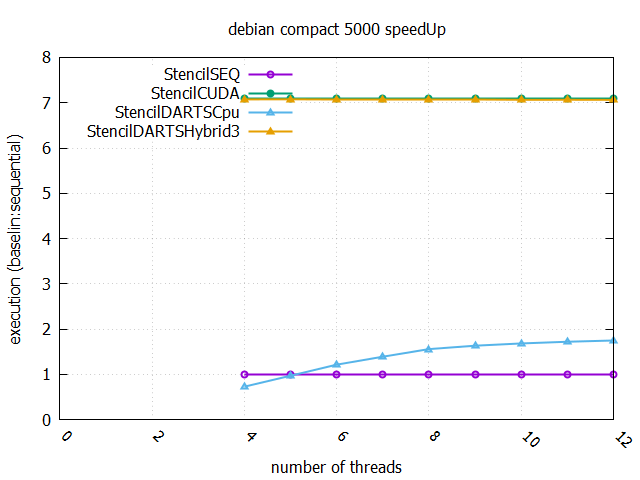 debian compact 5000 speedUp
execution (baselin:sequential)
8
7
6
5
4
3
2
1
0
StencilSEQ
StencilCUDA
StencilDARTSCpu
StencilDARTSHybrid3
0
2
4
6
8
10
12
number of threads